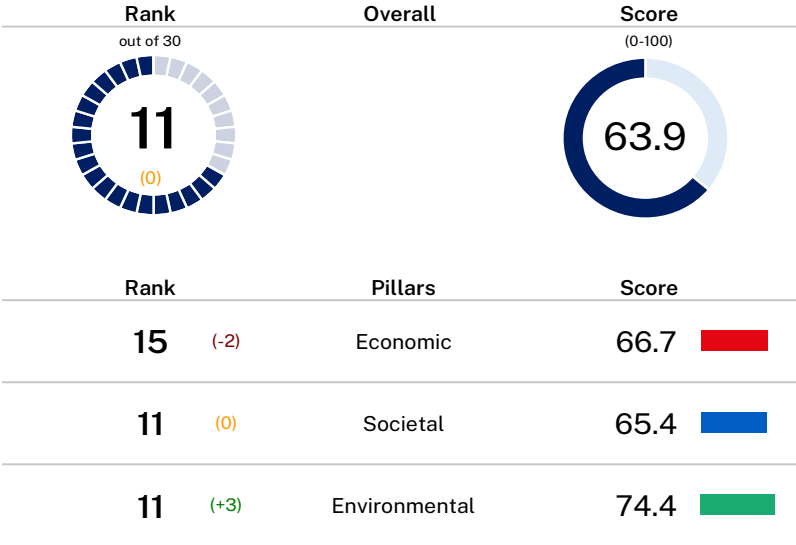 Rank Overall Score
out of 30 (0-100)
11 63.9
(0)
Rank Pillars Score
15 (-2) Economic 66.7
11 (0) Societal 65.4
11 (+3) Environmental 74.4